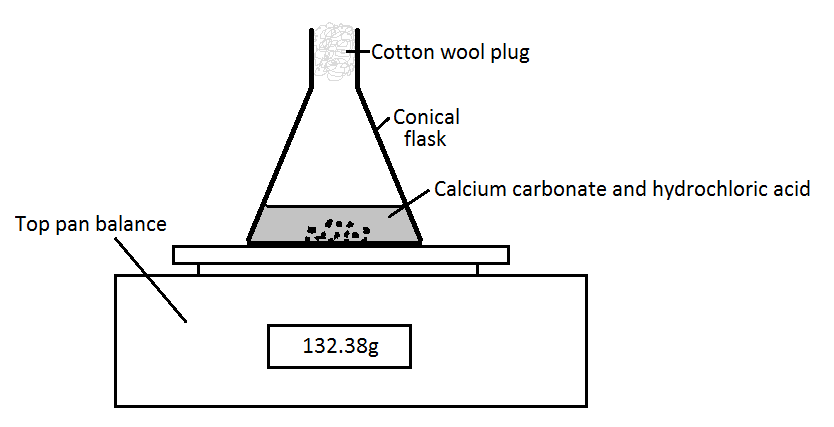 Cotton wool plug
Conical
flask
Calcium carbonate and hydrochloric acid
Top pan balance
132.38g